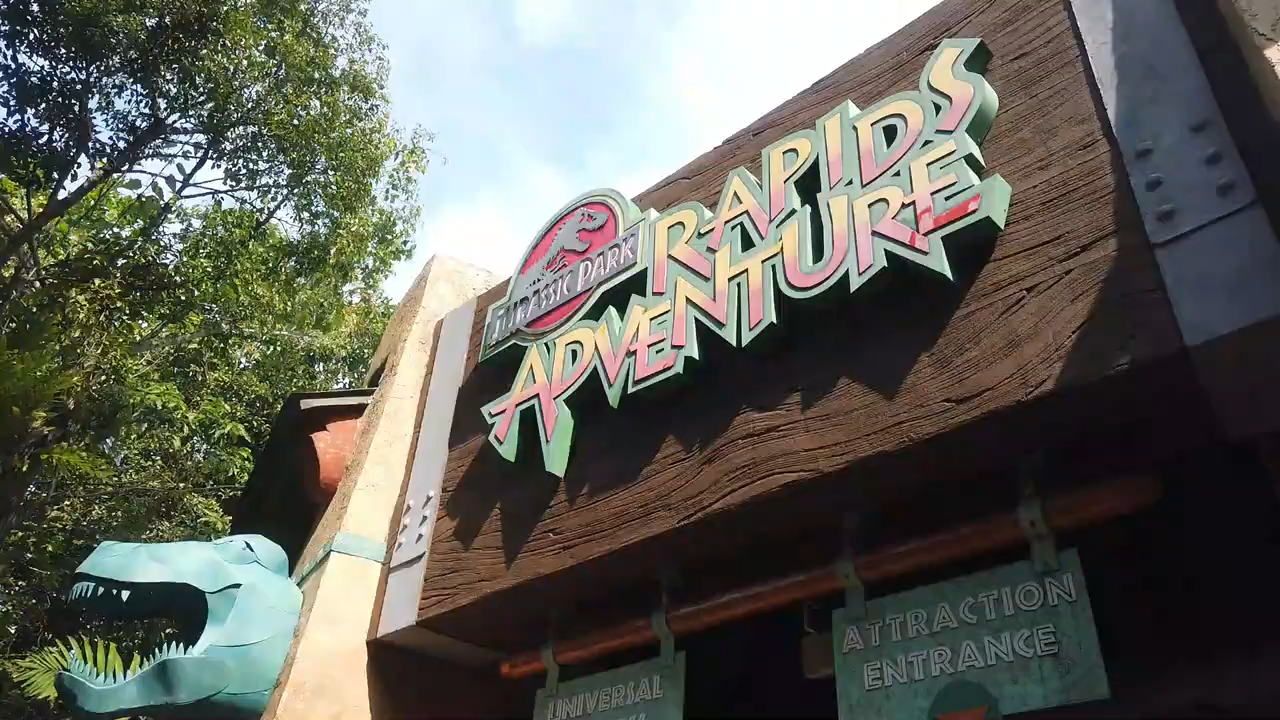 JURASSIC PARK
RAPIDS
ADVENTURE
ATTRACTION
ENTRANCE
UNIVERSAL